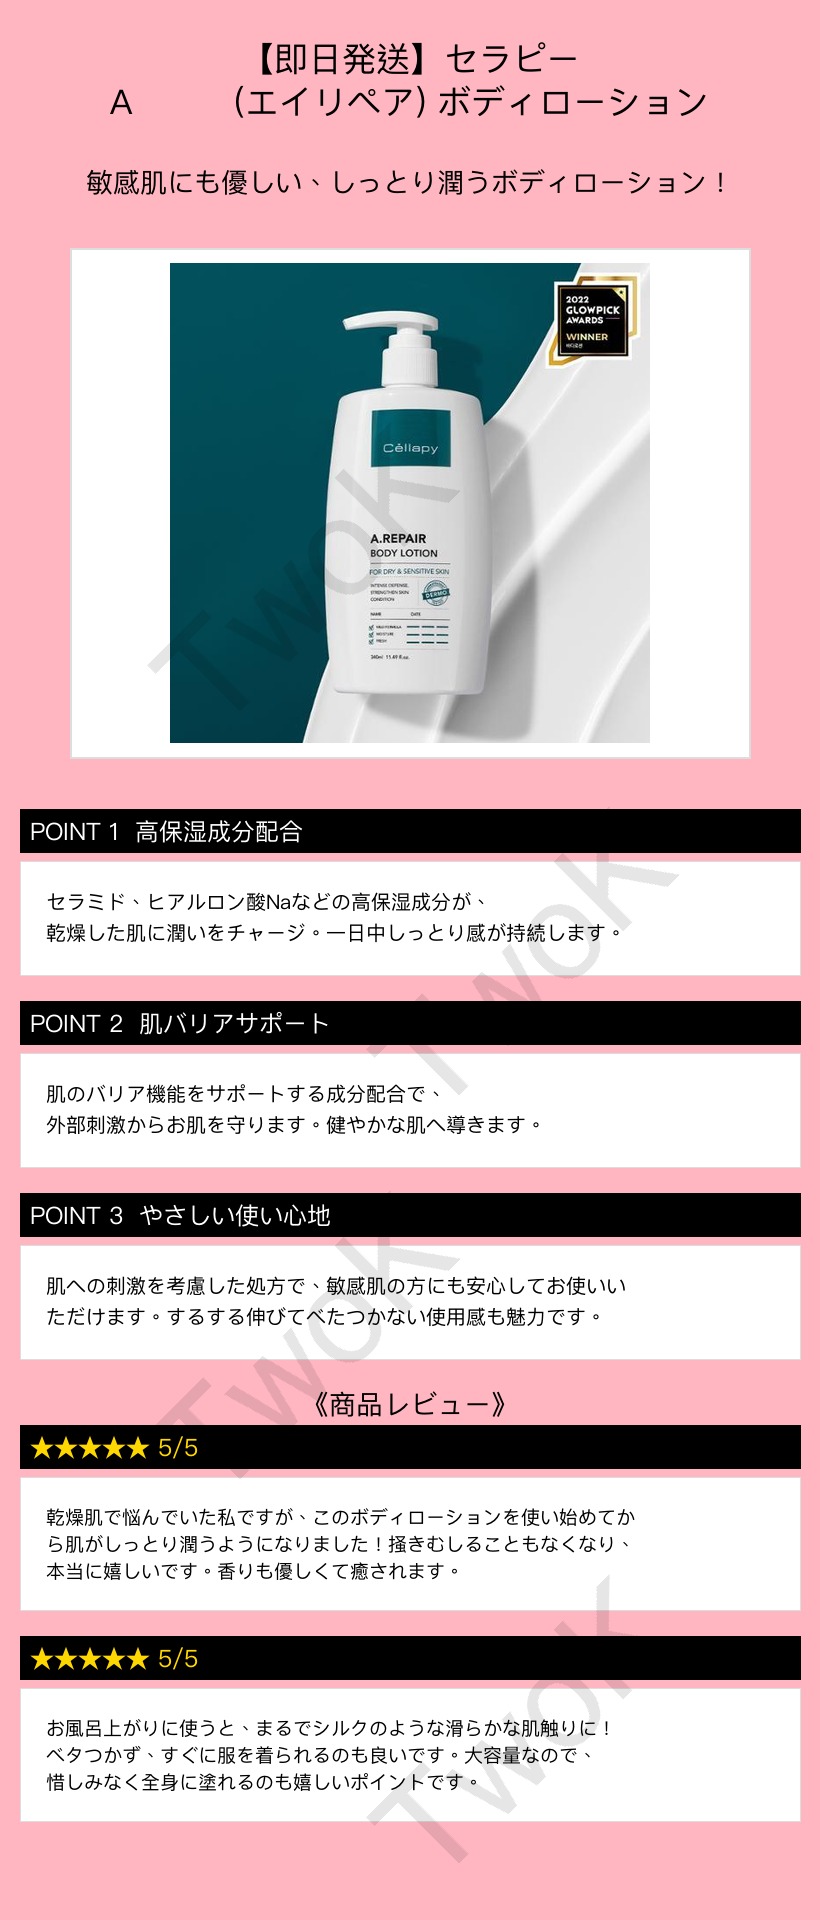 【即日発送】セラピー
A (エイリペア) ボディローション
敏感肌にも優しい、しっとり潤うボディローション！
2022
GLOWPICK
AWARDS
WINNER
바디로션
Céllapy
A.REPAIR
BODY LOTION
FOR DRY & SENSITIVE SKIN
INTENSE DEFENSE,
STRENGTHEN SKIN
CONDITION
DERMO
NAME DATE
MILD FORMULA
MOISTURE
FRESH
340ml 11.49 fl.oz.
TwoK
POINT 1 高保湿成分配合
セラミド、ヒアルロン酸Naなどの高保湿成分が、
乾燥した肌に潤いをチャージ。一日中しっとり感が持続します。
TwoK
POINT 2 肌バリアサポート
肌のバリア機能をサポートする成分配合で、
外部刺激からお肌を守ります。健やかな肌へ導きます。
POINT 3 やさしい使い心地
肌への刺激を考慮した処方で、敏感肌の方にも安心してお使いい
ただけます。するする伸びてべたつかない使用感も魅力です。
TwoK
《商品レビュー》
★★★★★ 5/5
乾燥肌で悩んでいた私ですが、このボディローションを使い始めてか
ら肌がしっとり潤うようになりました！掻きむしることもなくなり、
本当に嬉しいです。香りも優しくて癒されます。
★★★★★ 5/5
お風呂上がりに使うと、まるでシルクのような滑らかな肌触りに！
ベタつかず、すぐに服を着られるのも良いです。大容量なので、
惜しみなく全身に塗れるのも嬉しいポイントです。
TwoK